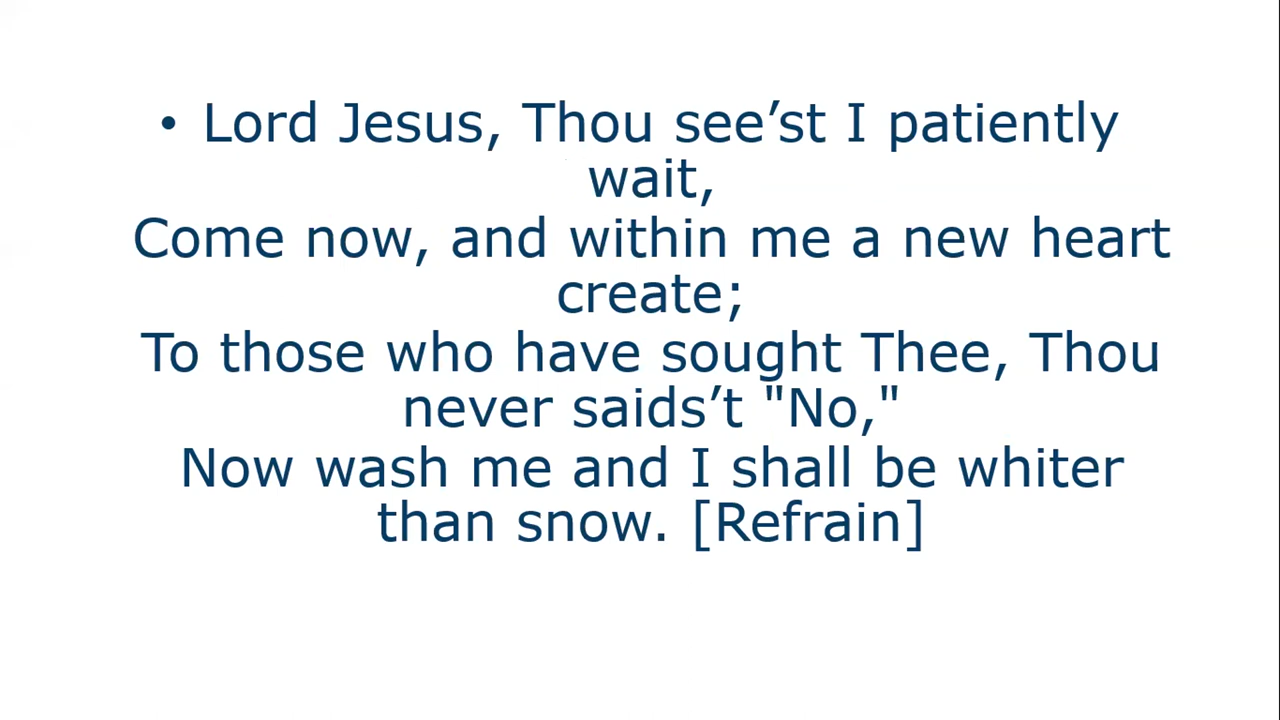 • Lord Jesus, Thou see’st I patiently
wait,
Come now, and within me a new heart
create;
To those who have sought Thee, Thou
never saids’t "No,"
Now wash me and I shall be whiter
than snow. [Refrain]